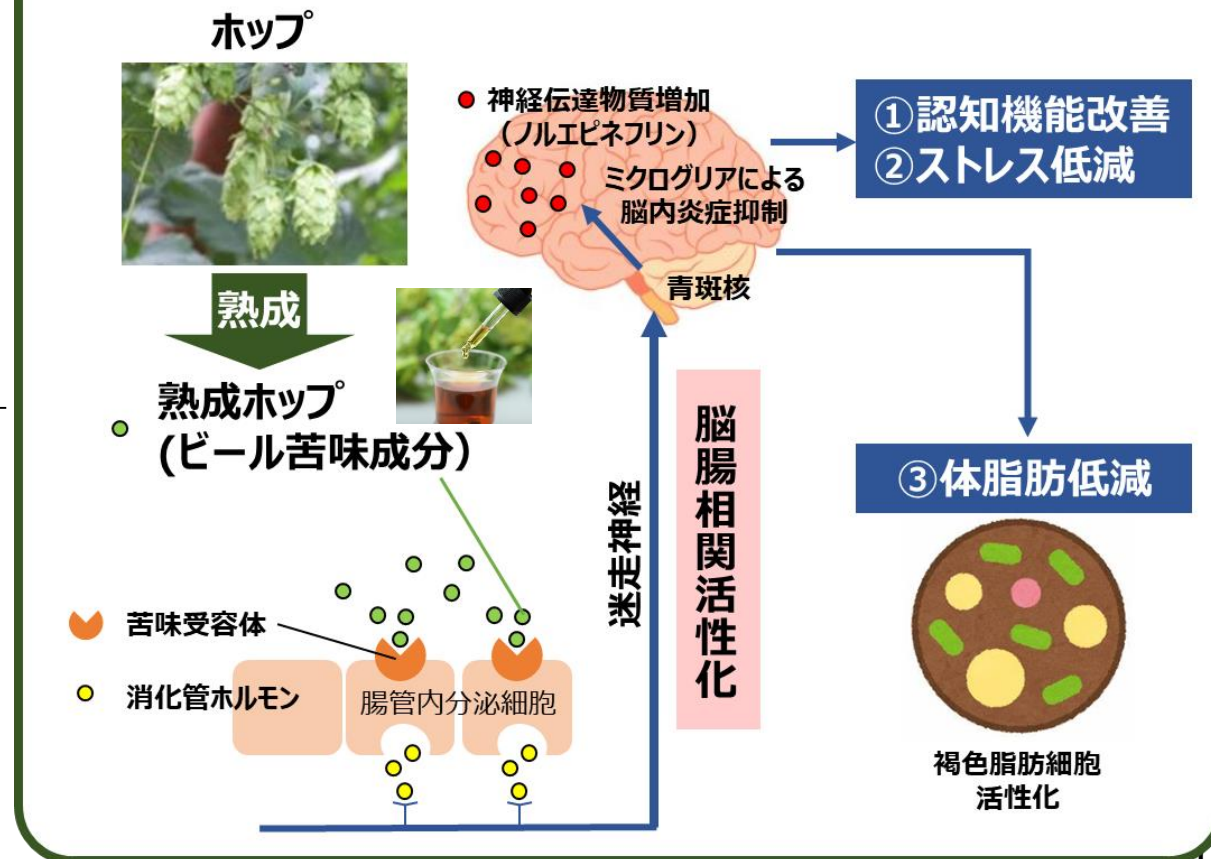 ホップ
熟成
熟成ホップ
(ビール苦味成分）
神経伝達物質増加
（ノルエピネフリン）
ミクログリアによる
脳内炎症抑制
青斑核
①認知機能改善
②ストレス低減
③体脂肪低減
褐色脂肪細胞
活性化
脳腸相関活性化
迷走神経
苦味受容体
消化管ホルモン
腸管内分泌細胞